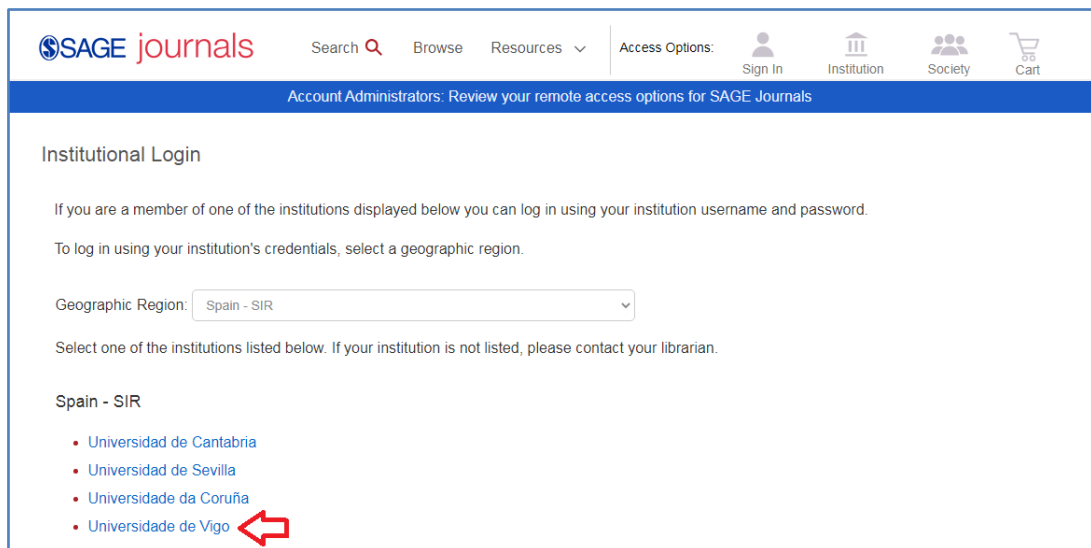 SAGE journals Search Browse Resources Access Options: Sign In Institution Society Cart
Account Administrators: Review your remote access options for SAGE Journals
Institutional Login
If you are a member of one of the institutions displayed below you can log in using your institution username and password.
To log in using your institution's credentials, select a geographic region.
Geographic Region: Spain - SIR
Select one of the institutions listed below. If your institution is not listed, please contact your librarian.
Spain - SIR
• Universidad de Cantabria
• Universidad de Sevilla
• Universidade da Coruña
• Universidade de Vigo